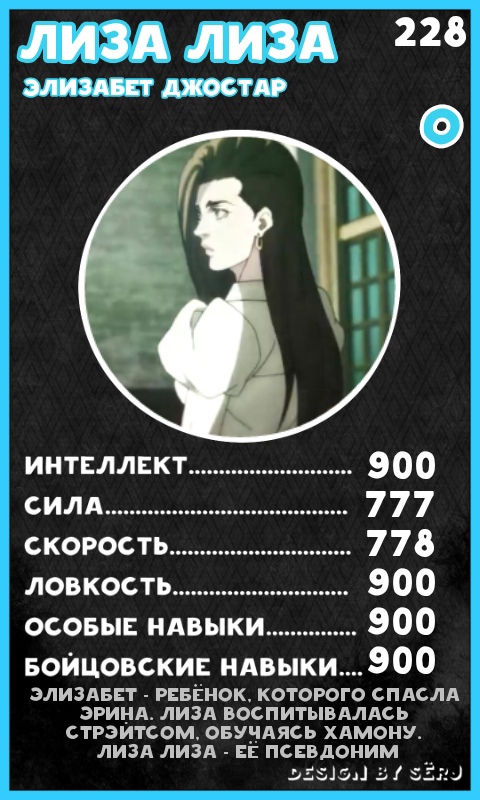 ЛИЗА ЛИЗА
228
ЭЛИЗАБЕТ ДЖОСТАР
ИНТЕЛЛЕКТ........................... 900
СИЛА........................................ 777
СКОРОСТЬ.............................. 778
ЛОВКОСТЬ............................. 900
ОСОБЫЕ НАВЫКИ............... 900
БОЙЦОВСКИЕ НАВЫКИ.... 900
ЭЛИЗАБЕТ - РЕБЁНОК, КОТОРОГО СПАСЛА
ЭРИНА. ЛИЗА ВОСПИТЫВАЛАСЬ
СТРЭЙТСОМ, ОБУЧАЯСЬ ХАМОНУ.
ЛИЗА ЛИЗА - ЕЁ ПСЕВДОНИМ
DESIGN BY SЁRJ